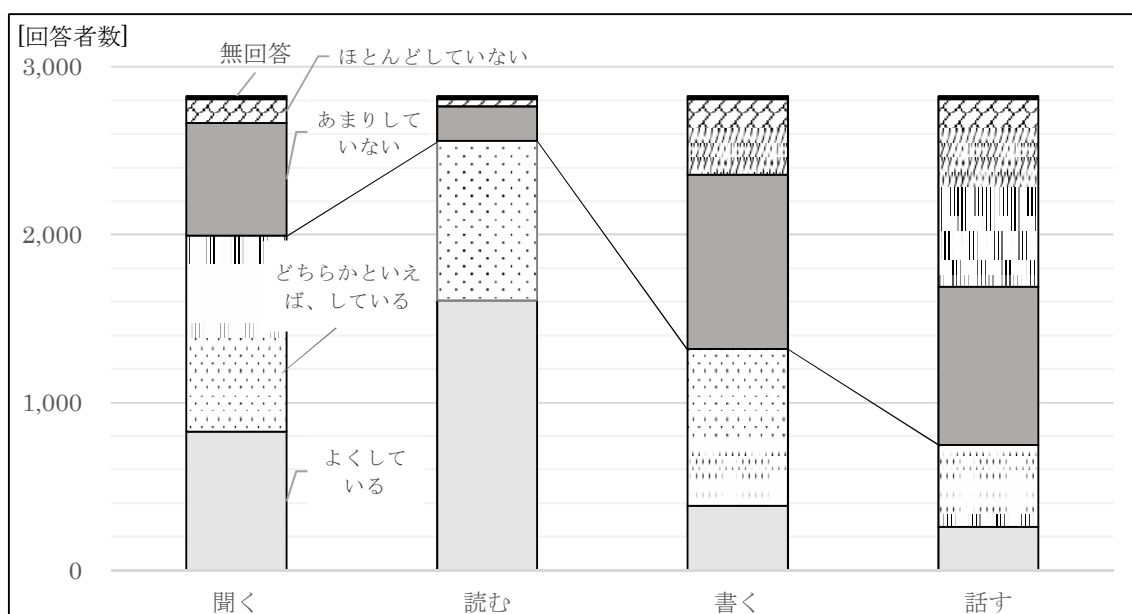 [回答者数]
3,000
無回答
ほとんどしていない
あまりして
いない
2,000
どちらかといえ
ば、している
1,000
よくして
いる
0
聞く
読む
書く
話す